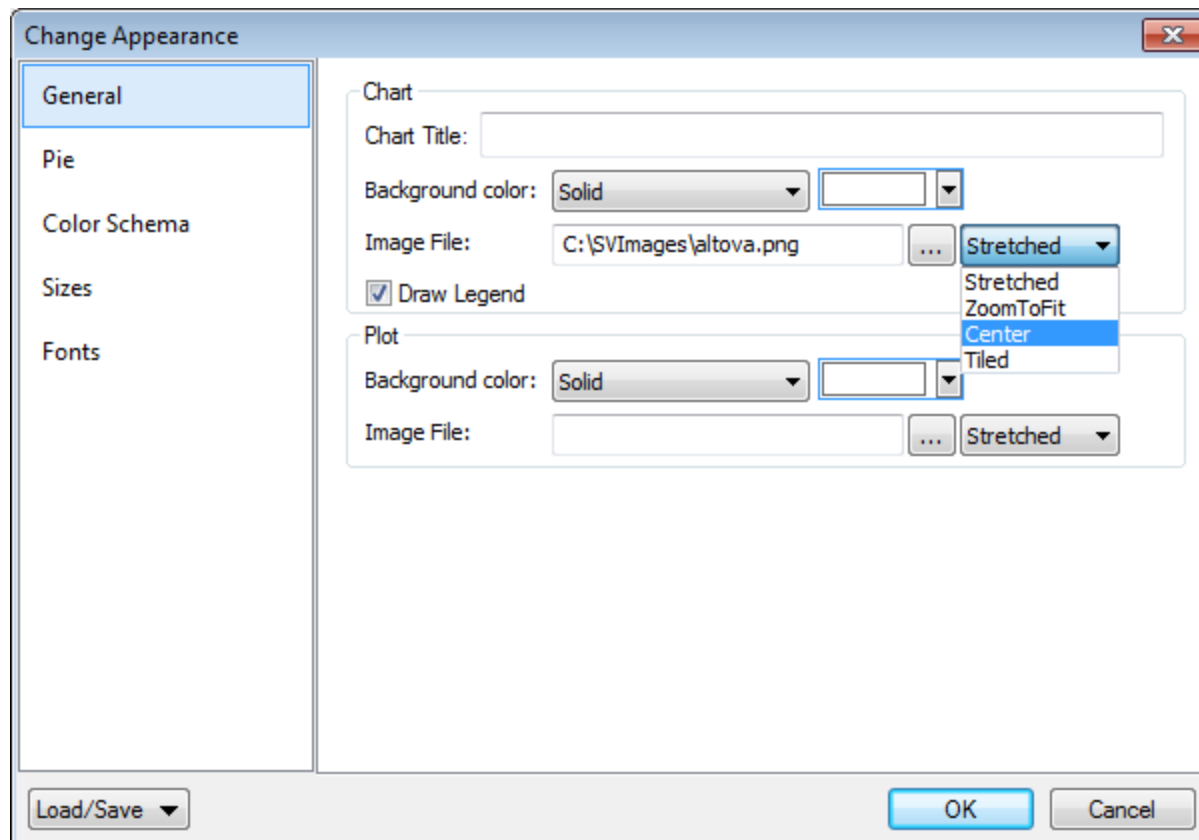 Change Appearance
General
Pie
Color Schema
Sizes
Fonts
Chart
Chart Title:
Background color: Solid
Image File: C:\SVImages\altova.png ... Stretched
Stretched
ZoomToFit
Center
Tiled
Draw Legend
Plot
Background color: Solid
Image File: ... Stretched
Load/Save OK Cancel